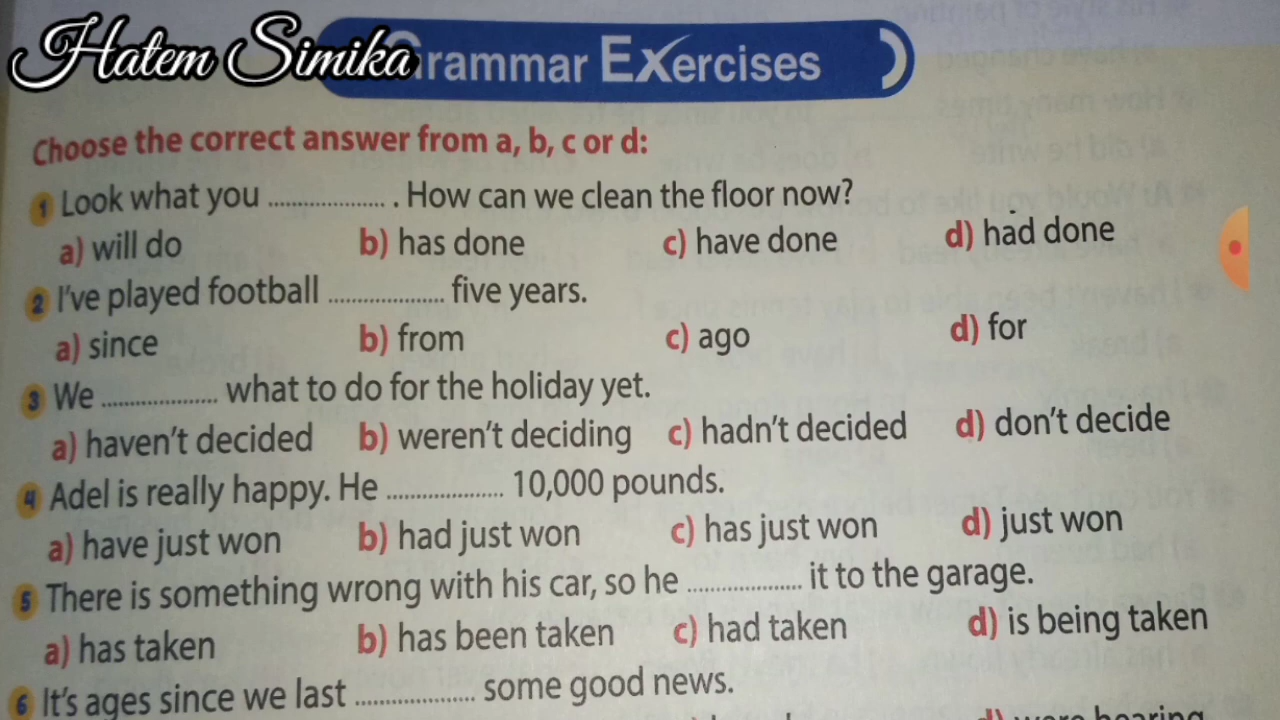 Hatem Simika
Grammar Exercises
Choose the correct answer from a, b, c or d:
1 Look what you .................. . How can we clean the floor now?
a) will do b) has done c) have done d) had done
2 I've played football .................. five years.
a) since b) from c) ago d) for
3 We .................. what to do for the holiday yet.
a) haven't decided b) weren't deciding c) hadn't decided d) don't decide
4 Adel is really happy. He .................. 10,000 pounds.
a) have just won b) had just won c) has just won d) just won
5 There is something wrong with his car, so he .................. it to the garage.
a) has taken b) has been taken c) had taken d) is being taken
6 It's ages since we last .................. some good news.
d) were hearing